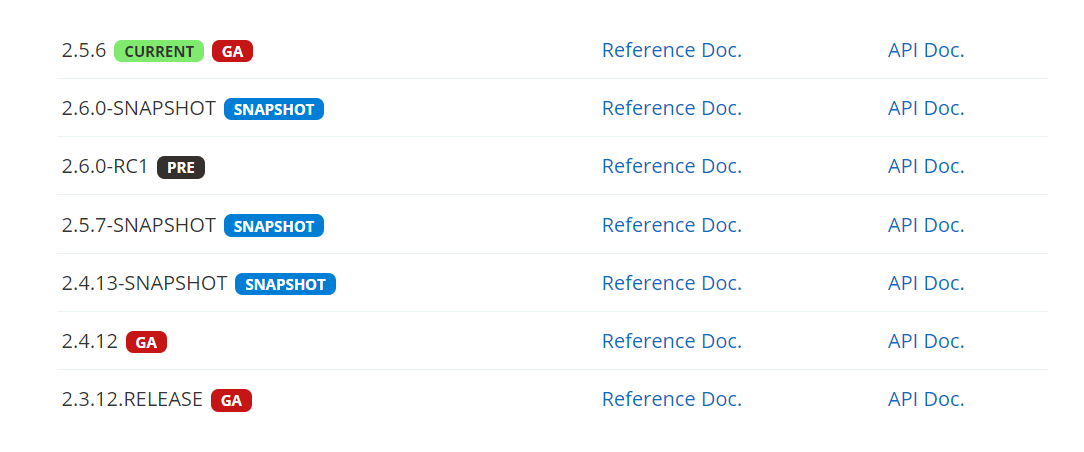 2.5.6 CURRENT GA Reference Doc. API Doc.
2.6.0-SNAPSHOT SNAPSHOT Reference Doc. API Doc.
2.6.0-RC1 PRE Reference Doc. API Doc.
2.5.7-SNAPSHOT SNAPSHOT Reference Doc. API Doc.
2.4.13-SNAPSHOT SNAPSHOT Reference Doc. API Doc.
2.4.12 GA Reference Doc. API Doc.
2.3.12.RELEASE GA Reference Doc. API Doc.